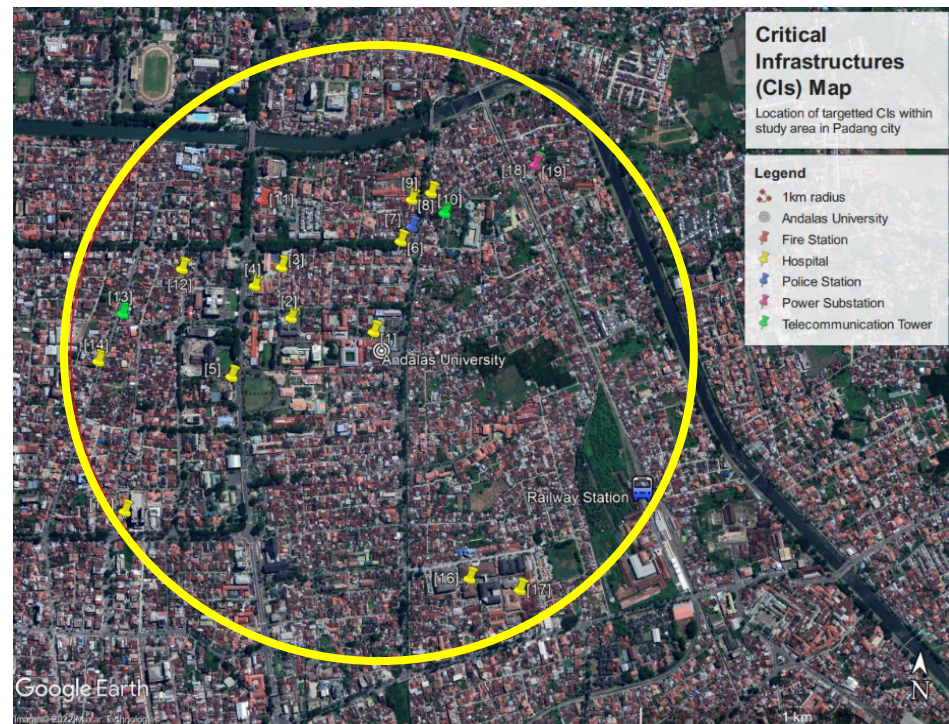 Critical
Infrastructures
(CIs) Map
Location of targetted CIs within
study area in Padang city
Legend
1km radius
Andalas University
Fire Station
Hospital
Police Station
Power Substation
Telecommunication Tower
[18]
[19]
[9]
[8]
[10]
[11]
[7]
[6]
[4]
[3]
[12]
[13]
[2]
[1]
[14]
Andalas University
[5]
Railway Station
[16]
[17]
Google Earth
N
1 km